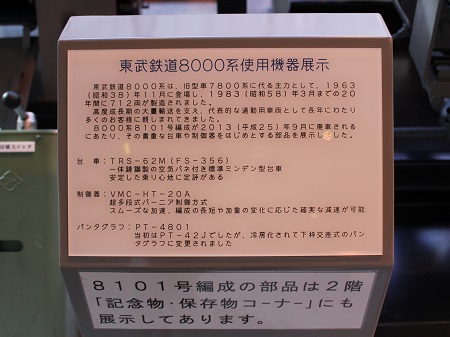 東武鉄道8000系使用機器展示
東武鉄道8000系は、旧型車7800系に代る主力として、1963
(昭和38)年11月に登場し、1983(昭和58)年3月までの20
年間に712両が製造されました。
高度成長期の大量輸送を支え、代表的な通勤用車両として長年にわたり
多くのお客様に親しまれてきました。
8000系8101号編成が2013(平成25)年9月に廃車されるに
あたり、その貴重な台車や制御器をはじめとする部品を展示しました。
台 車:TRS-62M(FS-356)
一体鋳鋼製の空気バネ付き標準ミンデン型台車
安定した乗り心地に定評がある
制御器:VMC-HT-20A
超多段式バーニア制御方式
スムーズな加速、編成の長短や加重の変化に応じた確実な減速が可能
パンタグラフ:PT-4801
当初はPT-42Jでしたが、冷房化されて下枠交差式のパン
タグラフに変更されました
8101号編成の部品は2階
「記念物・保存物コーナー」にも
展示してあります。